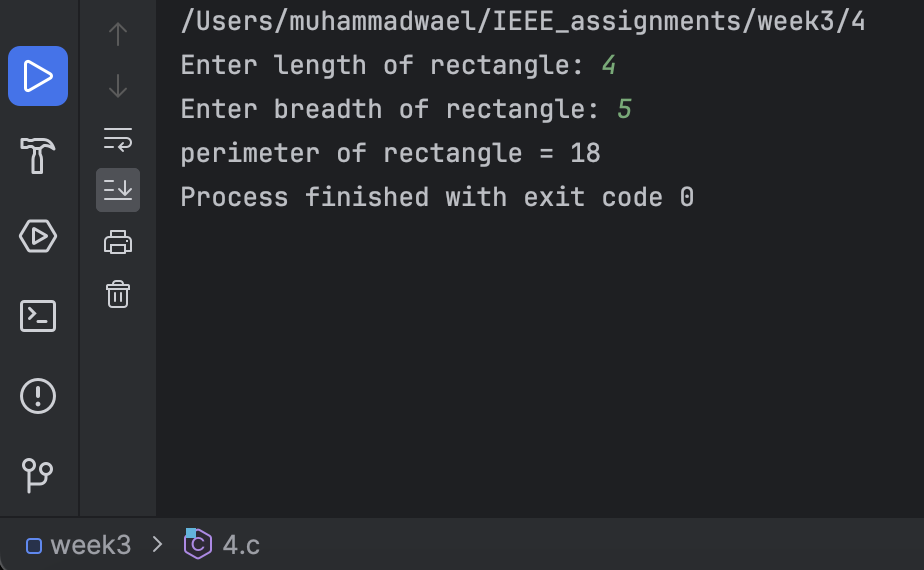 /Users/muhammadwael/IEEE_assignments/week3/4
Enter length of rectangle: 4
Enter breadth of rectangle: 5
perimeter of rectangle = 18
Process finished with exit code 0
week3 > 4.c